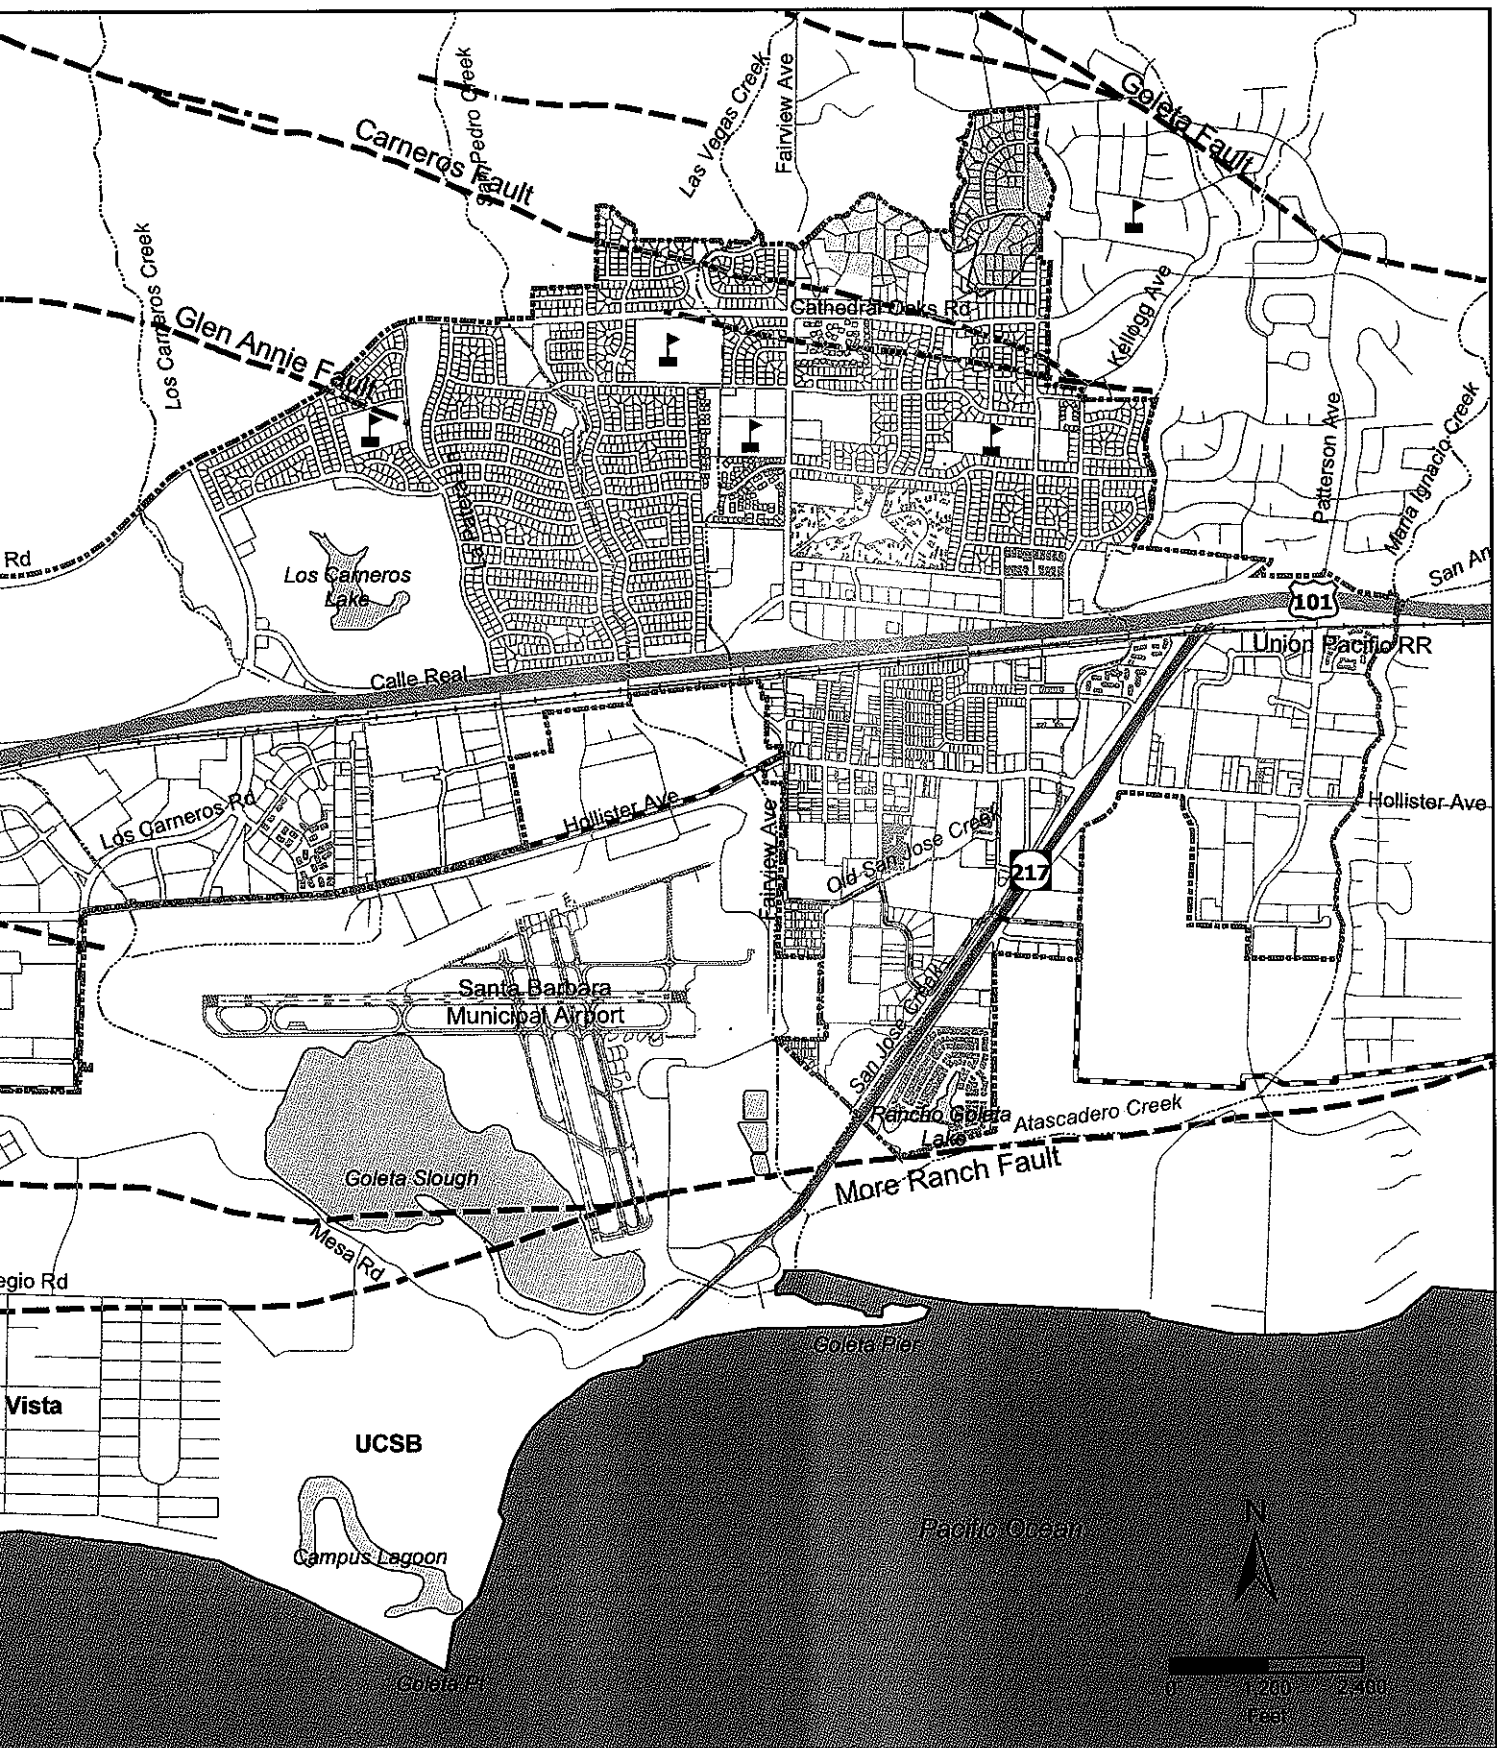 Goleta Fault
San Pedro Creek
Las Vegas Creek
Fairview Ave
Carneros Fault
Los Carneros Creek
Glen Annie Fault
Cathedral Oaks Rd
Kellogg Ave
Patterson Ave
Maria Ignacio Creek
Rd
Los Carneros
Lake
San An
101
Union Pacific RR
Calle Real
Los Carneros Rd
Hollister Ave
Hollister Ave
Fairview Ave
Old San Jose Creek
217
Santa Barbara
Municipal Airport
San Jose Creek
Rancho Goleta
Lake
Atascadero Creek
More Ranch Fault
Goleta Slough
Mesa Rd
egio Rd
Goleta Pier
Vista
UCSB
Campus Lagoon
Pacific Ocean
N
Goleta Pt
0 1,200 2,400
Feet